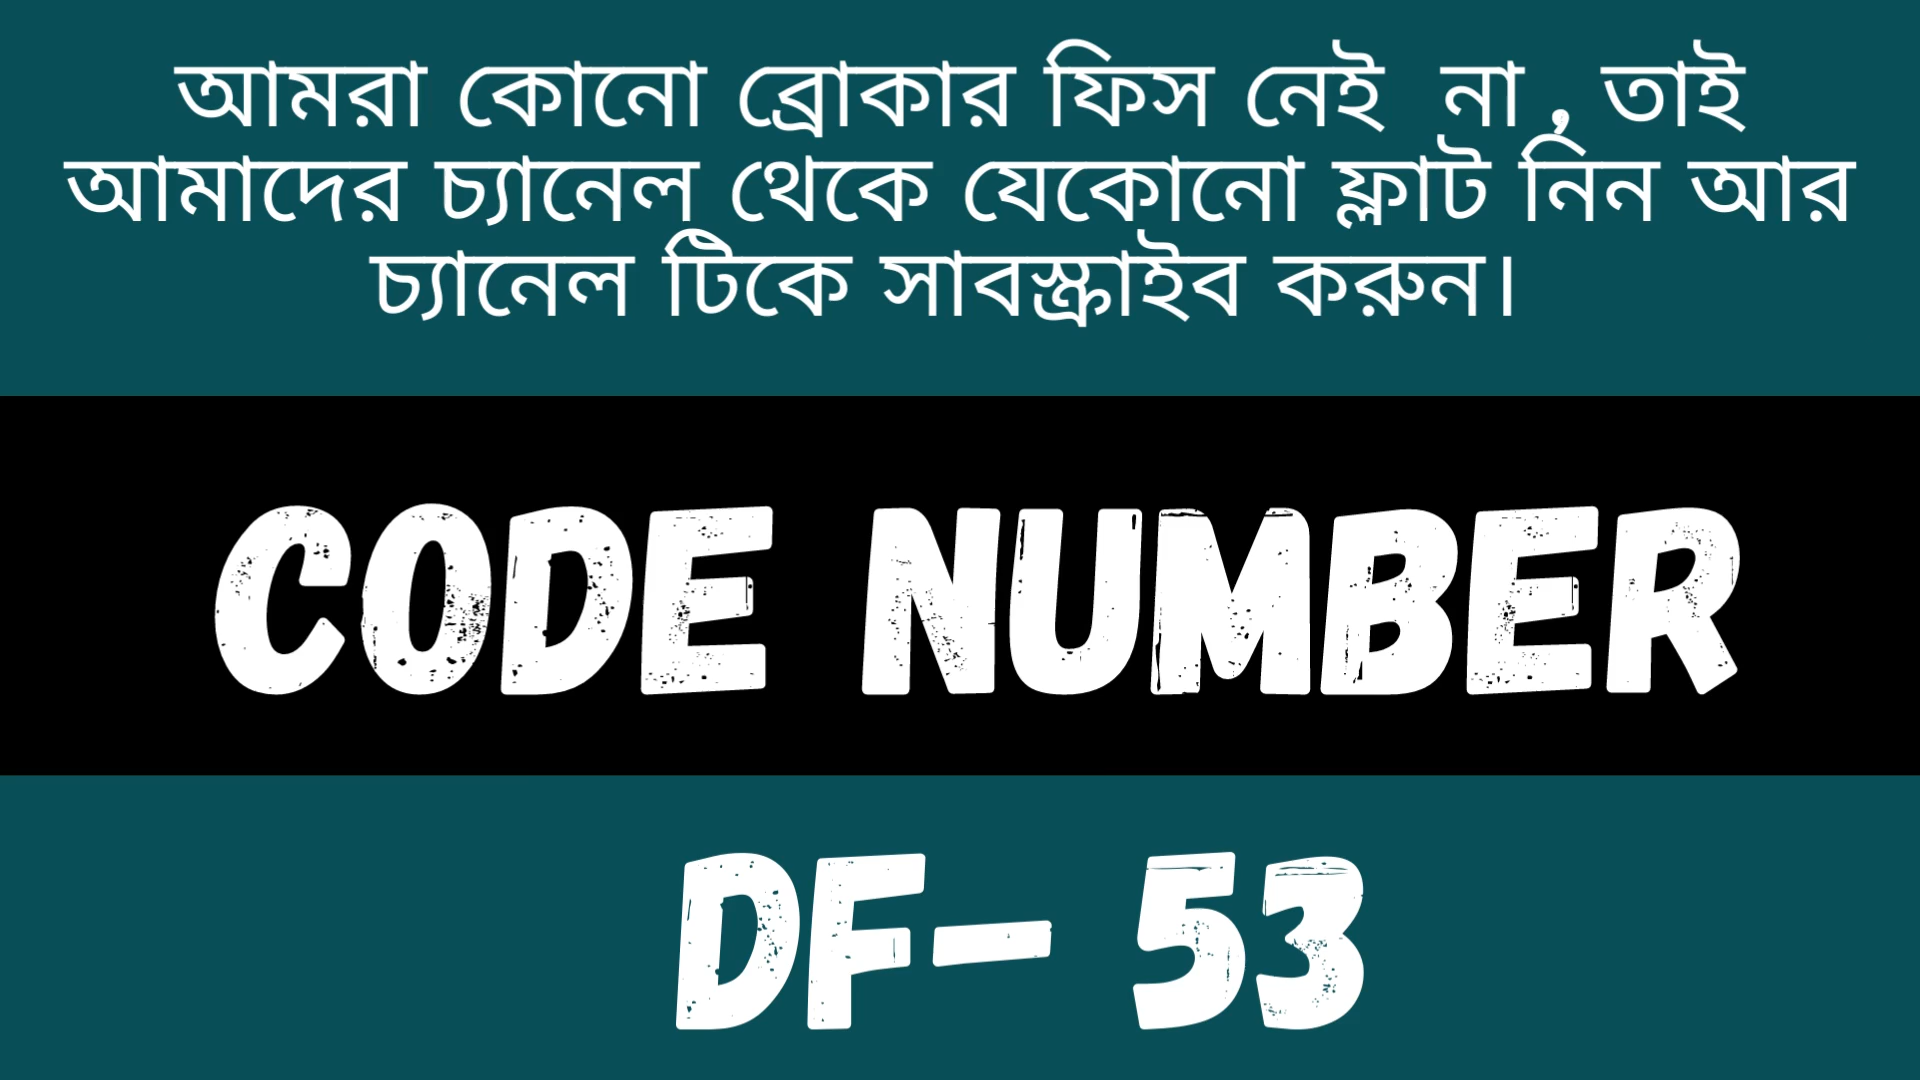 আমরা কোনো ব্রোকার ফিস নেই না , তাই
আমাদের চ্যানেল থেকে যেকোনো ফ্লাট নিন আর
চ্যানেল টিকে সাবস্ক্রাইব করুন।
CODE NUMBER
DF- 53